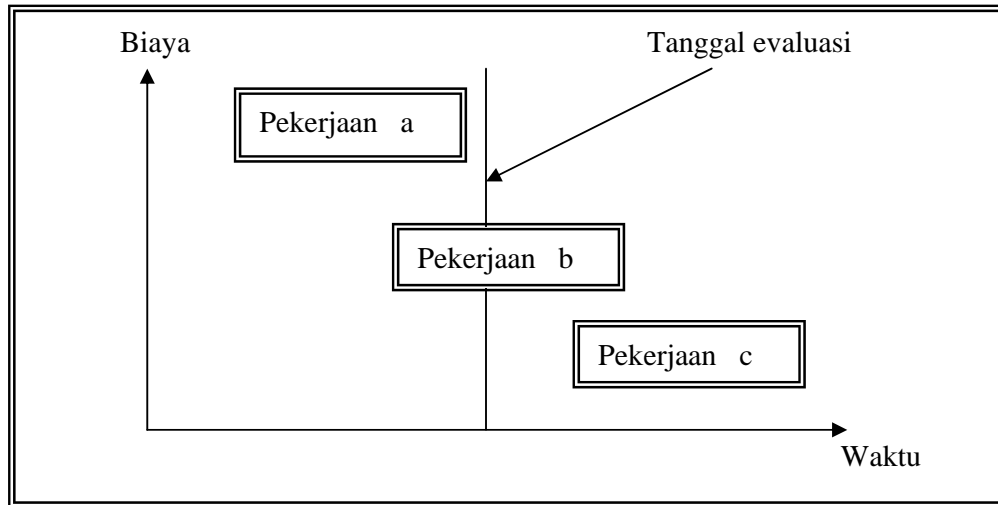 Biaya
Tanggal evaluasi
Pekerjaan a
Pekerjaan b
Pekerjaan c
Waktu